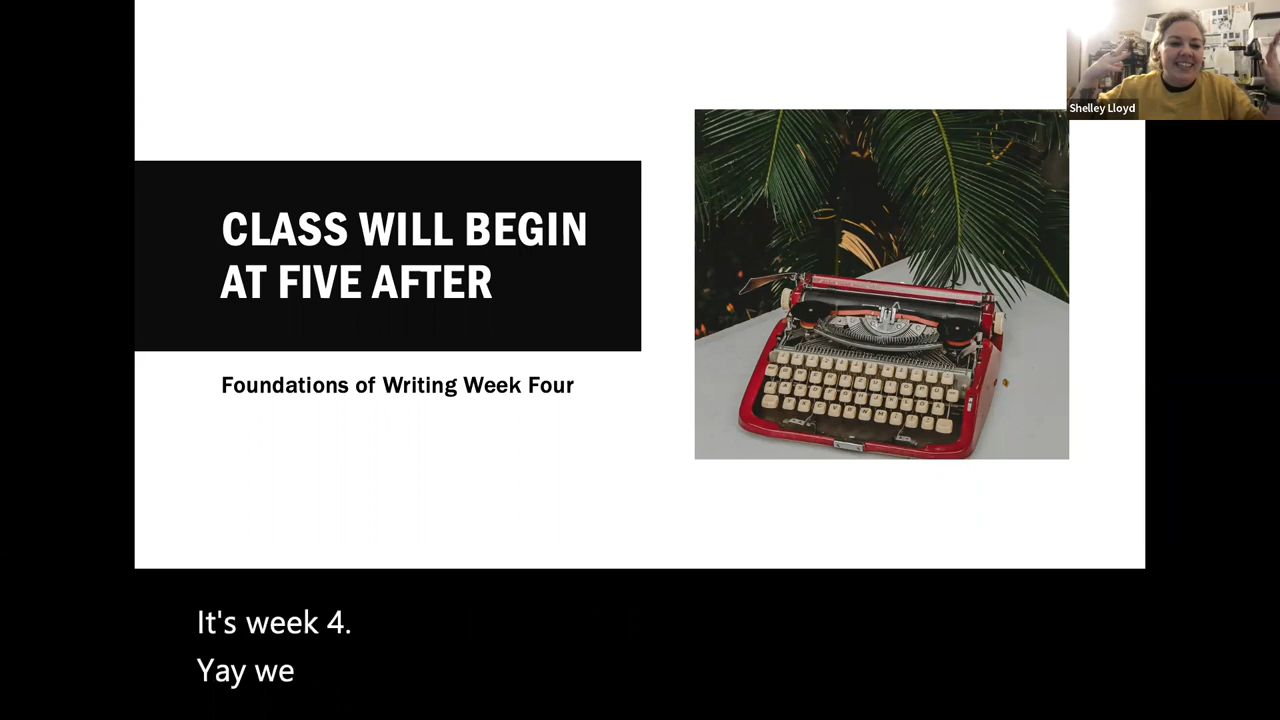 Shelley Lloyd
CLASS WILL BEGIN
AT FIVE AFTER
Foundations of Writing Week Four
It's week 4.
Yay we